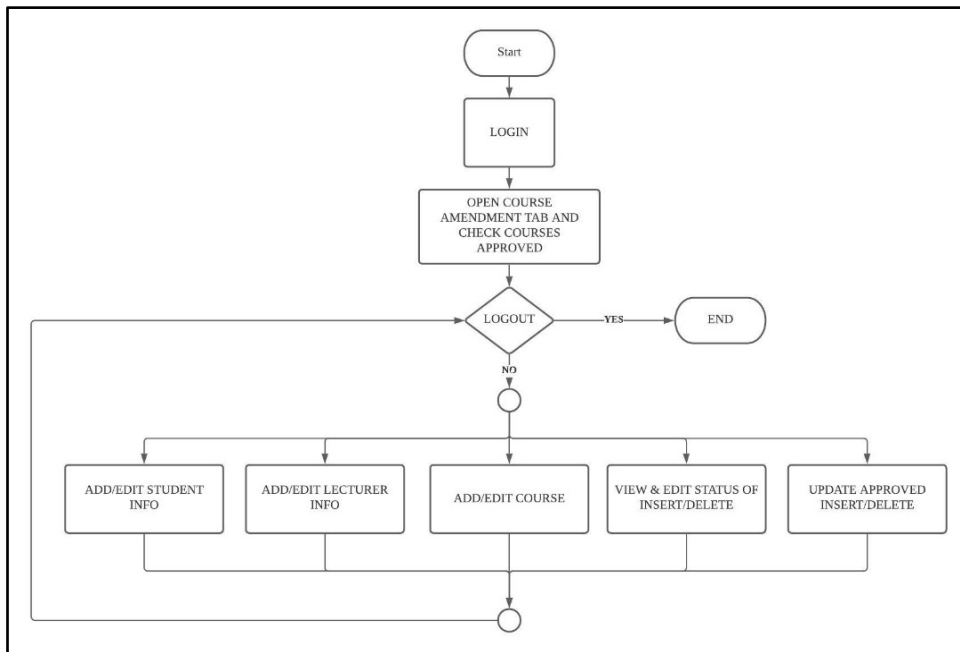 Start
LOGIN
OPEN COURSE
AMENDMENT TAB AND
CHECK COURSES
APPROVED
LOGOUT
YES
END
NO
ADD/EDIT STUDENT
INFO
ADD/EDIT LECTURER
INFO
ADD/EDIT COURSE
VIEW & EDIT STATUS OF
INSERT/DELETE
UPDATE APPROVED
INSERT/DELETE